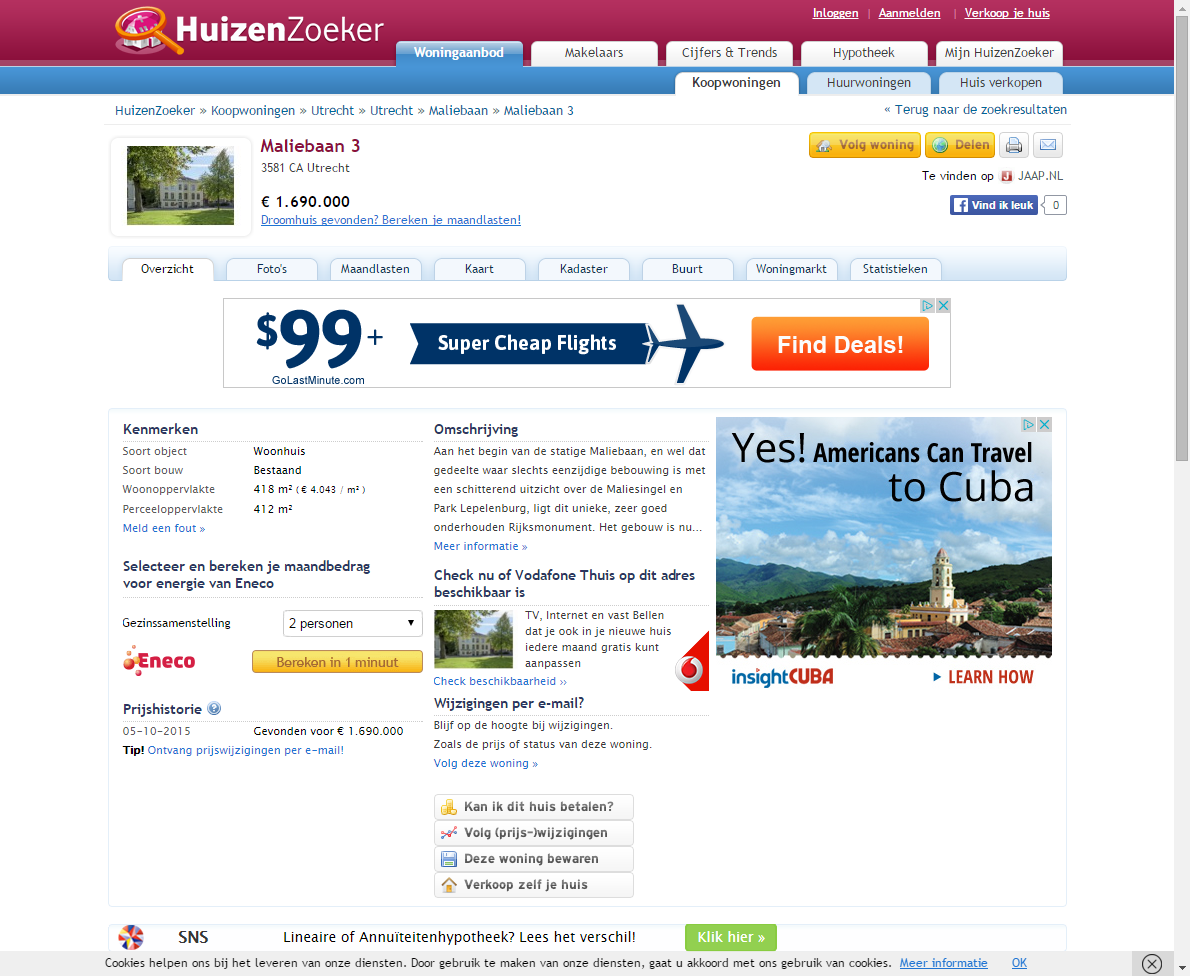 HuizenZoeker
Inloggen | Aanmelden | Verkoop je huis
Woningaanbod Makelaars Cijfers & Trends Hypotheek Mijn HuizenZoeker
Koopwoningen Huurwoningen Huis verkopen
HuizenZoeker » Koopwoningen » Utrecht » Utrecht » Maliebaan » Maliebaan 3
« Terug naar de zoekresultaten
Maliebaan 3
3581 CA Utrecht
€ 1.690.000
Droomhuis gevonden? Bereken je maandlasten!
Volg woning Delen
Te vinden op JAAP.NL
Vind ik leuk 0
Overzicht Foto's Maandlasten Kaart Kadaster Buurt Woningmarkt Statistieken
$99+
GoLastMinute.com
Super Cheap Flights
Find Deals!
Kenmerken
Soort object Woonhuis
Soort bouw Bestaand
Woonoppervlakte 418 m² ( € 4.043 / m² )
Perceeloppervlakte 412 m²
Meld een fout »
Selecteer en bereken je maandbedrag
voor energie van Eneco
Gezinssamenstelling 2 personen
Eneco
Bereken in 1 minuut
Prijshistorie
05-10-2015 Gevonden voor € 1.690.000
Tip! Ontvang prijswijzigingen per e-mail!
Omschrijving
Aan het begin van de statige Maliebaan, en wel dat
gedeelte waar slechts eenzijdige bebouwing is met
een schitterend uitzicht over de Maliesingel en
Park Lepelenburg, ligt dit unieke, zeer goed
onderhouden Rijksmonument. Het gebouw is nu...
Meer informatie »
Check nu of Vodafone Thuis op dit adres
beschikbaar is
TV, Internet en vast Bellen
dat je ook in je nieuwe huis
iedere maand gratis kunt
aanpassen
Check beschikbaarheid ››
Wijzigingen per e-mail?
Blijf op de hoogte bij wijzigingen.
Zoals de prijs of status van deze woning.
Volg deze woning »
Kan ik dit huis betalen?
Volg (prijs-)wijzigingen
Deze woning bewaren
Verkoop zelf je huis
Yes! Americans Can Travel
to Cuba
insightCUBA
LEARN HOW
SNS Lineaire of Annuïteitenhypotheek? Lees het verschil! Klik hier »
Cookies helpen ons bij het leveren van onze diensten. Door gebruik te maken van onze diensten, gaat u akkoord met ons gebruik van cookies. Meer informatie OK